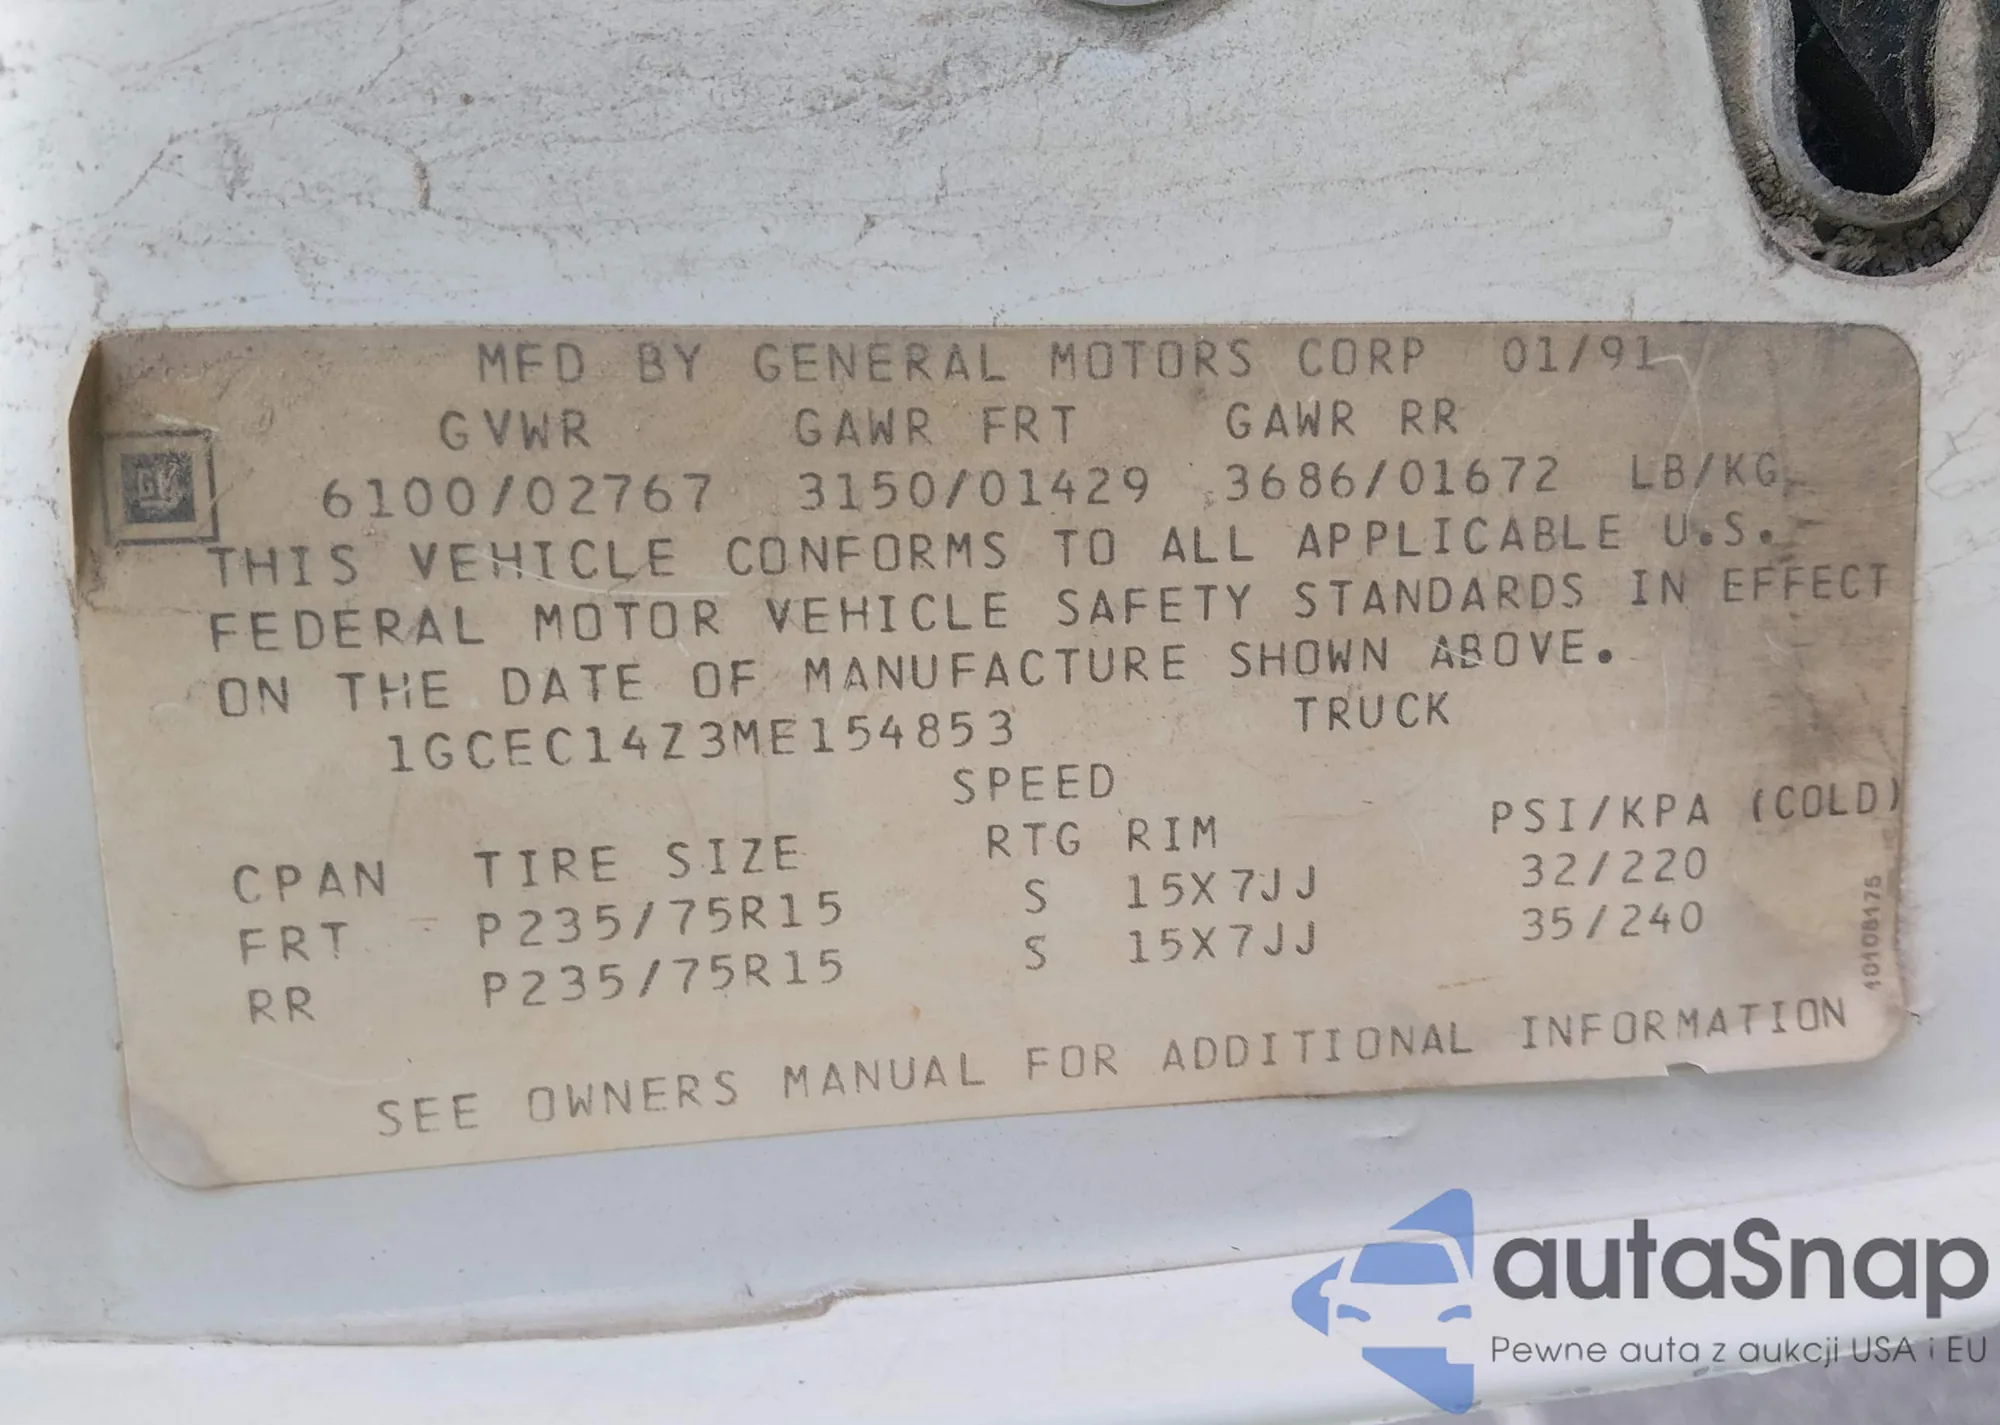 MFD BY GENERAL MOTORS CORP 01/91
GVWR GAWR FRT GAWR RR
6100/02767 3150/01429 3686/01672 LB/KG
GM
THIS VEHICLE CONFORMS TO ALL APPLICABLE U.S.
FEDERAL MOTOR VEHICLE SAFETY STANDARDS IN EFFECT
ON THE DATE OF MANUFACTURE SHOWN ABOVE.
1GCEC14Z3ME154853 TRUCK
SPEED
CPAN TIRE SIZE RTG RIM PSI/KPA (COLD)
FRT P235/75R15 S 15X7JJ 32/220
RR P235/75R15 S 15X7JJ 35/240
10108175
SEE OWNERS MANUAL FOR ADDITIONAL INFORMATION
autaSnap
Pewne auta z aukcji USA i EU